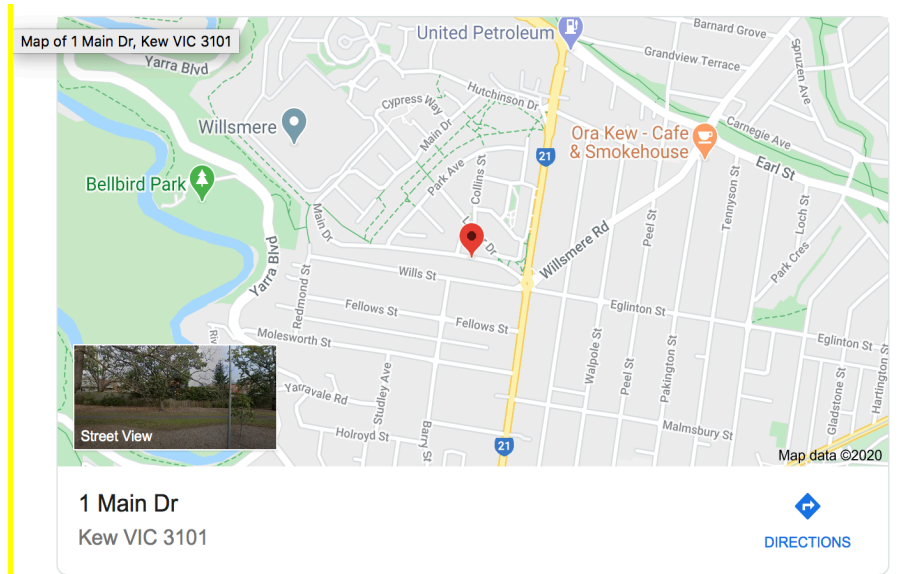 Map of 1 Main Dr, Kew VIC 3101
United Petroleum
Barnard Grove
Grandview Terrace
Spruzen Ave
Yarra Blvd
Hutchinson Dr
Cypress Way
Willsmere
Main Dr
Ora Kew - Cafe
& Smokehouse
Carnegie Ave
21
Earl St
Park Ave
Collins St
Bellbird Park
Tennyson St
Loch St
Main Dr
Peel St
Dr
Willsmere Rd
Yarra Blvd
Park Cres
Wills St
Redmond St
Eglinton St
Fellows St
Fellows St
Molesworth St
Eglinton St
Walpole St
Peel St
Pakington St
Studley Ave
Gladstone St
Hartington
Yarravale Rd
Holroyd St
Barry St
Malmsbury St
21
Street View
Map data ©2020
1 Main Dr
Kew VIC 3101
DIRECTIONS